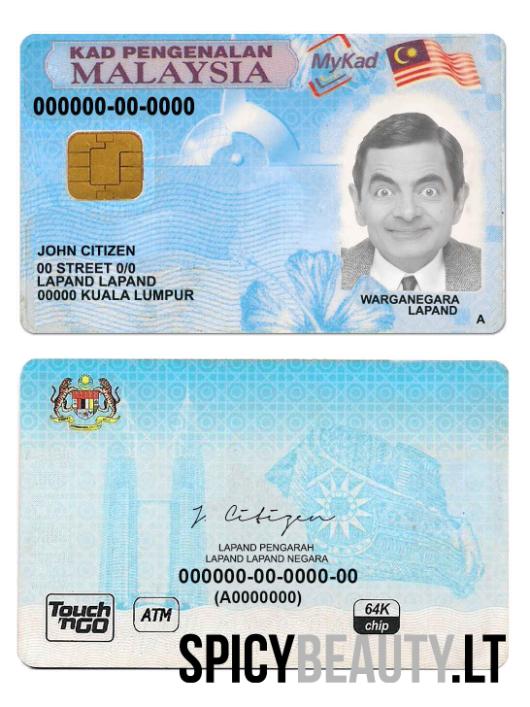 KAD PENGENALAN
MALAYSIA
MyKad
000000-00-0000
JOHN CITIZEN
00 STREET 0/0
LAPAND LAPAND
00000 KUALA LUMPUR
WARGANEGARA
LAPAND
A
J. Citizen
LAPAND PENGARAH
LAPAND LAPAND NEGARA
000000-00-0000-00
(A0000000)
Touch
'nGO
ATM
64K
chip
SPICYBEAUTY.LT